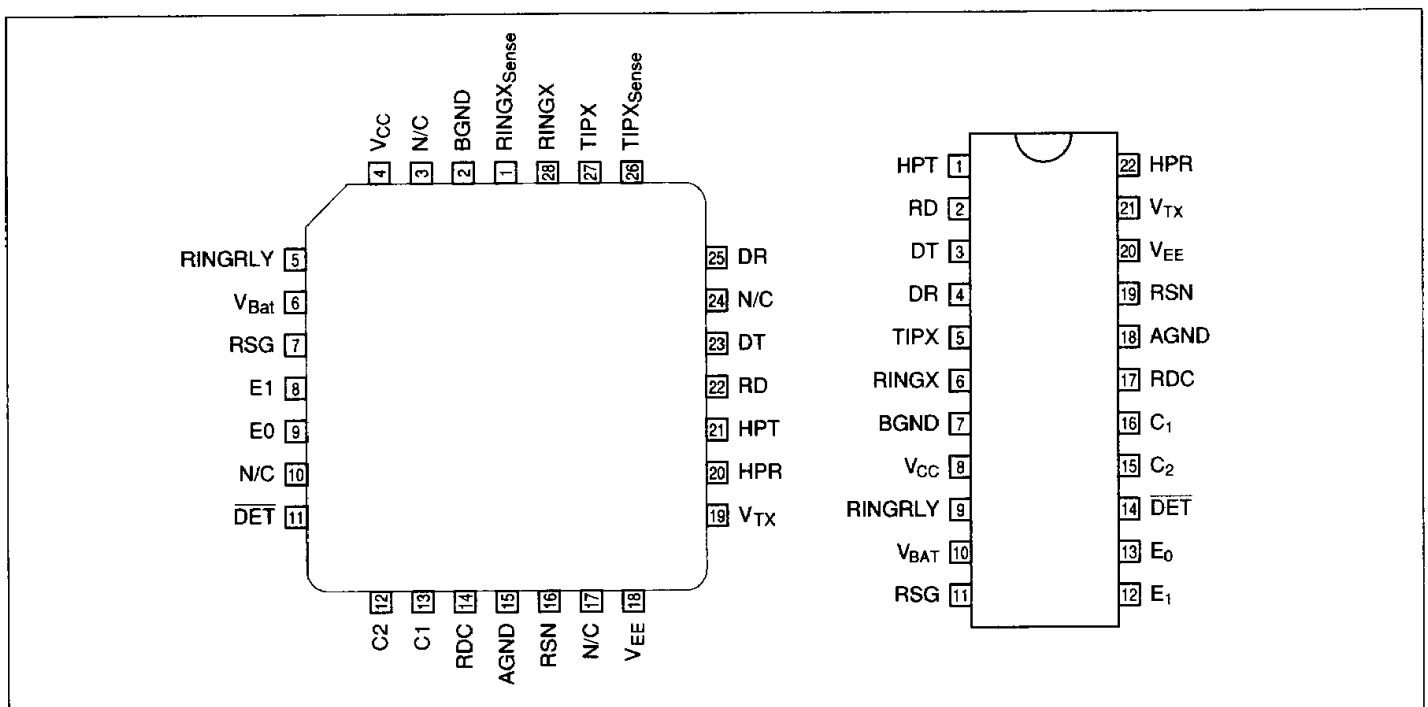 VCC
N/C
BGND
RINGXSense
RINGX
TIPX
TIPXSense
4
3
2
1
28
27
26
RINGRLY 5
VBat 6
RSG 7
E1 8
E0 9
N/C 10
DET 11
25 DR
24 N/C
23 DT
22 RD
21 HPT
20 HPR
19 VTX
12
13
14
15
16
17
18
C2
C1
RDC
AGND
RSN
N/C
VEE
HPT 1
RD 2
DT 3
DR 4
TIPX 5
RINGX 6
BGND 7
VCC 8
RINGRLY 9
VBAT 10
RSG 11
22 HPR
21 VTX
20 VEE
19 RSN
18 AGND
17 RDC
16 C1
15 C2
14 DET
13 E0
12 E1